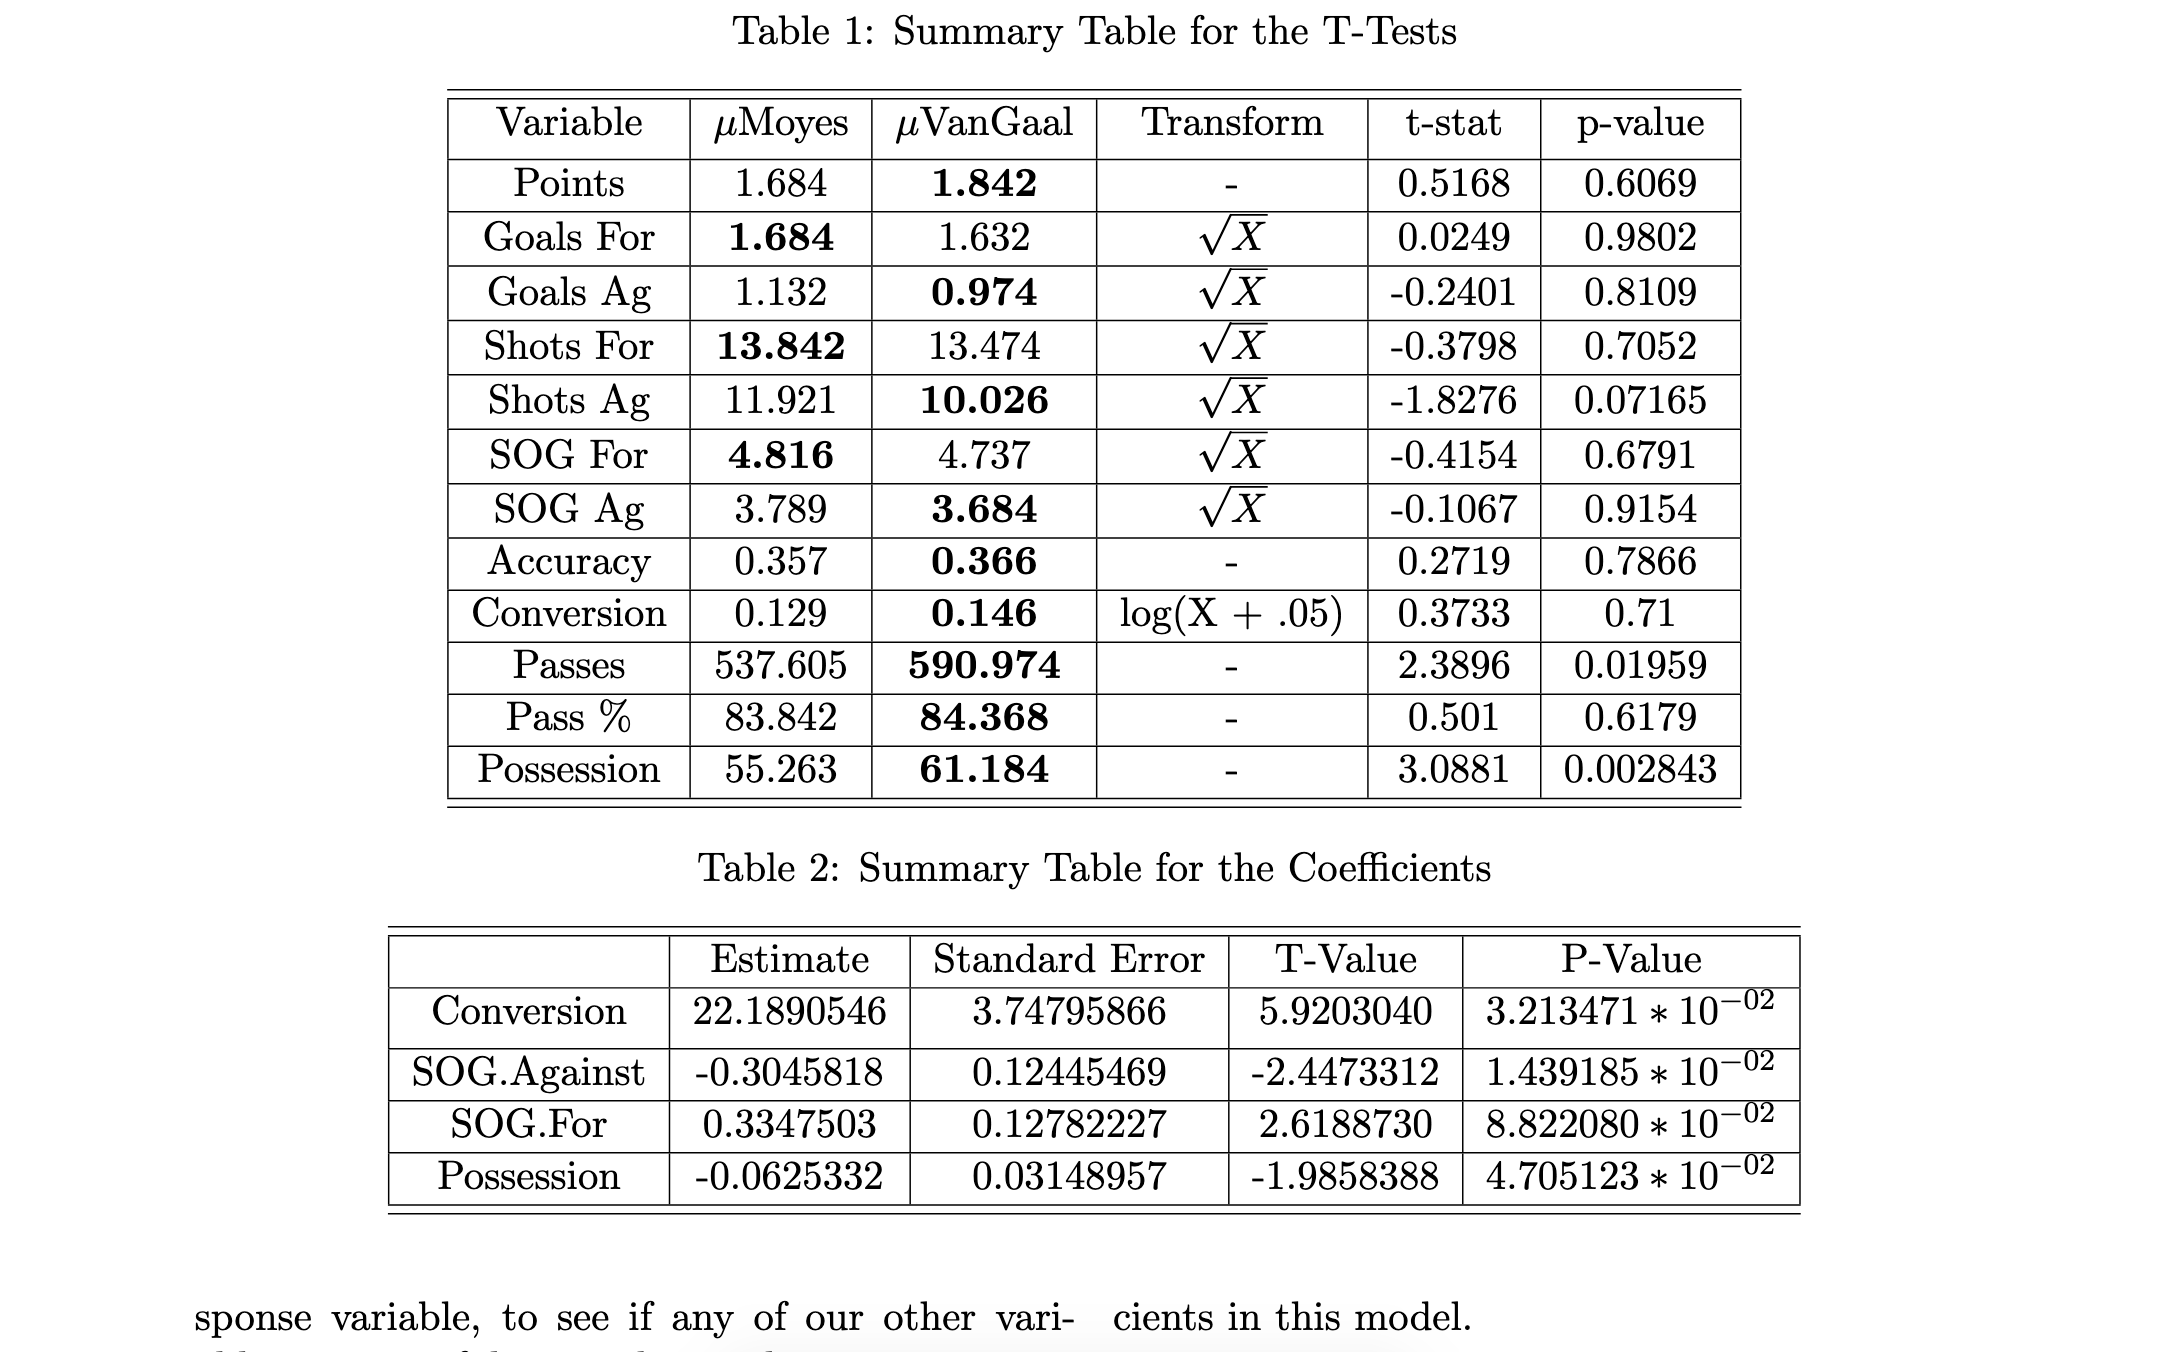 Table 1: Summary Table for the T-Tests
Variable μMoyes μVanGaal Transform t-stat p-value
Points 1.684 1.842 - 0.5168 0.6069
Goals For 1.684 1.632 √X 0.0249 0.9802
Goals Ag 1.132 0.974 √X -0.2401 0.8109
Shots For 13.842 13.474 √X -0.3798 0.7052
Shots Ag 11.921 10.026 √X -1.8276 0.07165
SOG For 4.816 4.737 √X -0.4154 0.6791
SOG Ag 3.789 3.684 √X -0.1067 0.9154
Accuracy 0.357 0.366 - 0.2719 0.7866
Conversion 0.129 0.146 log(X + .05) 0.3733 0.71
Passes 537.605 590.974 - 2.3896 0.01959
Pass % 83.842 84.368 - 0.501 0.6179
Possession 55.263 61.184 - 3.0881 0.002843
Table 2: Summary Table for the Coefficients
Estimate Standard Error T-Value P-Value
Conversion 22.1890546 3.74795866 5.9203040 3.213471 ∗ 10⁻⁰²
SOG.Against -0.3045818 0.12445469 -2.4473312 1.439185 ∗ 10⁻⁰²
SOG.For 0.3347503 0.12782227 2.6188730 8.822080 ∗ 10⁻⁰²
Possession -0.0625332 0.03148957 -1.9858388 4.705123 ∗ 10⁻⁰²
sponse variable, to see if any of our other vari-
cients in this model.